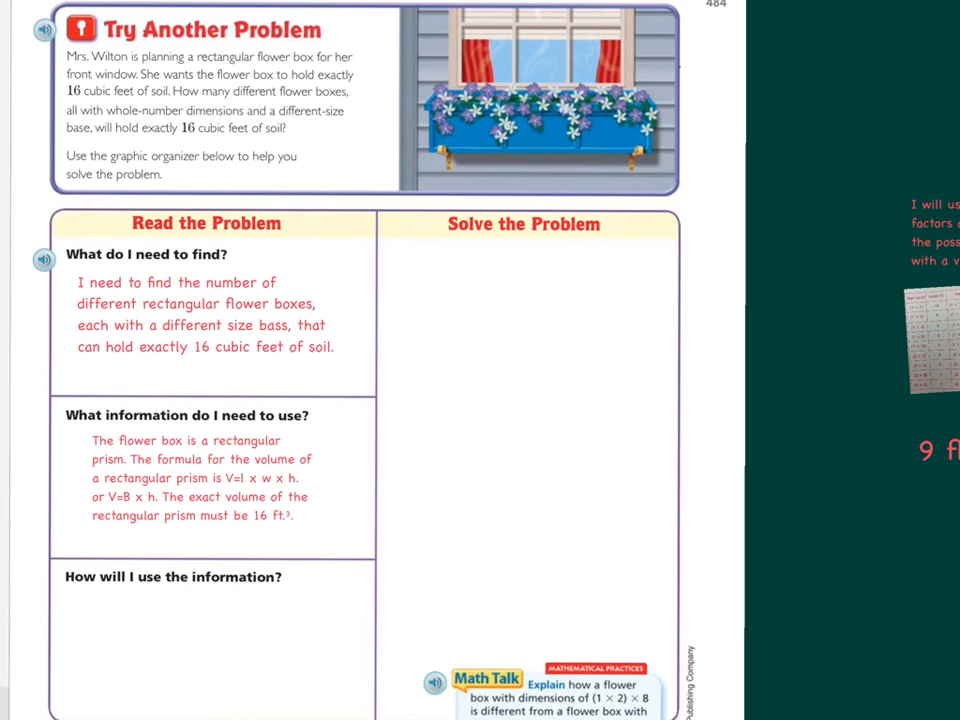 484
Try Another Problem
Mrs. Wilton is planning a rectangular flower box for her
front window. She wants the flower box to hold exactly
16 cubic feet of soil. How many different flower boxes,
all with whole-number dimensions and a different-size
base, will hold exactly 16 cubic feet of soil?
Use the graphic organizer below to help you
solve the problem.
Read the Problem
What do I need to find?
I need to find the number of
different rectangular flower boxes,
each with a different size bass, that
can hold exactly 16 cubic feet of soil.
What information do I need to use?
The flower box is a rectangular
prism. The formula for the volume of
a rectangular prism is V=l x w x h.
or V=B x h. The exact volume of the
rectangular prism must be 16 ft.³.
How will I use the information?
Solve the Problem
MATHEMATICAL PRACTICES
Math Talk
Explain how a flower
box with dimensions of (1 × 2) × 8
is different from a flower box with
Publishing Company
I will us
factors
the poss
with a v
9 fl